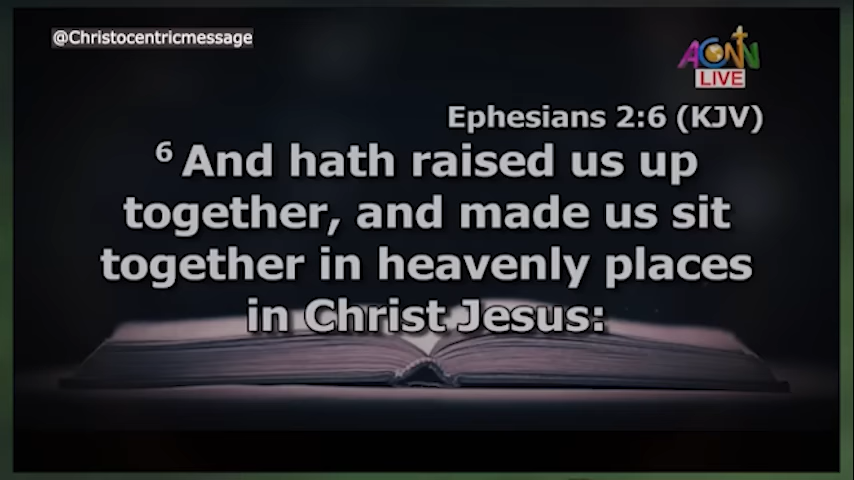 @Christocentricmessage
ACNN
LIVE
Ephesians 2:6 (KJV)
6 And hath raised us up
together, and made us sit
together in heavenly places
in Christ Jesus: